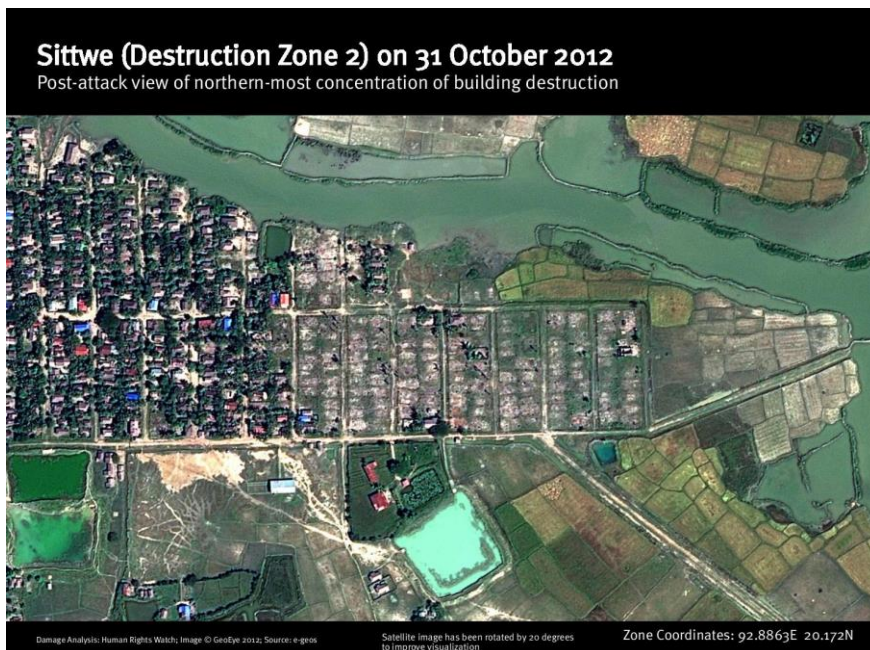 Sittwe (Destruction Zone 2) on 31 October 2012
Post-attack view of northern-most concentration of building destruction
Damage Analysis: Human Rights Watch; Image © GeoEye 2012; Source: e-geos
Satellite image has been rotated by 20 degrees
to improve visualization
Zone Coordinates: 92.8863E 20.172N